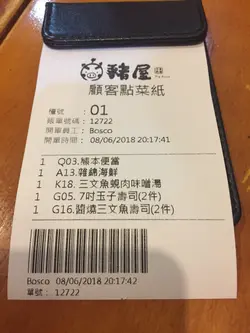 豬屋
顧客點菜紙
檯號 : 01
賬單號碼 : 12722
開單員工 : Bosco
開單時間 : 08/06/2018 20:17:41
1 Q03.熊本便當
1 A13.雜錦海鮮
1 K18.三文魚蜆肉味噌湯
1 G05.7吋玉子壽司(2件)
1 G16.醬燒三文魚壽司(2件)
Bosco 08/06/2018 20:17:42
單號: 12722